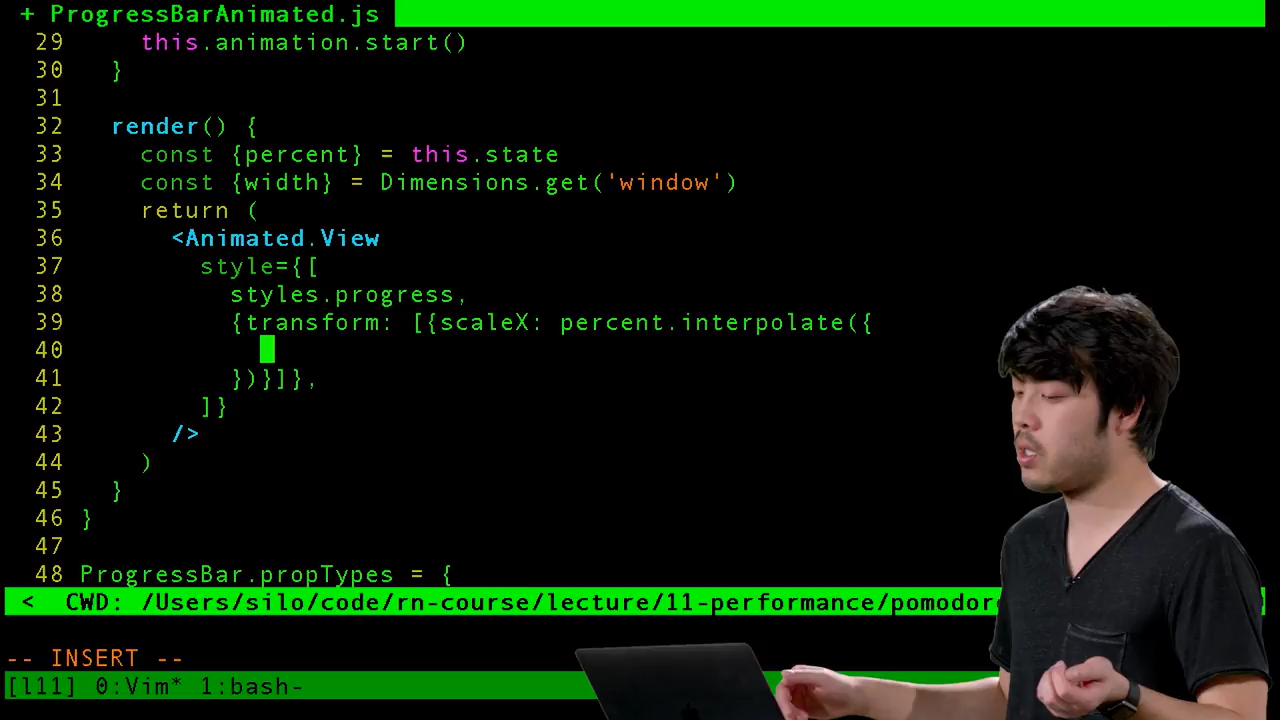 + ProgressBarAnimated.js
29 this.animation.start()
30 }
31
32 render() {
33 const {percent} = this.state
34 const {width} = Dimensions.get('window')
35 return (
36 <Animated.View
37 style={[
38 styles.progress,
39 {transform: [{scaleX: percent.interpolate({
40
41 })}]},
42 ]}
43 />
44 )
45 }
46 }
47
48 ProgressBar.propTypes = {
< CWD: /Users/silo/code/rn-course/lecture/11-performance/pomodor
-- INSERT --
[l11] 0:Vim* 1:bash-